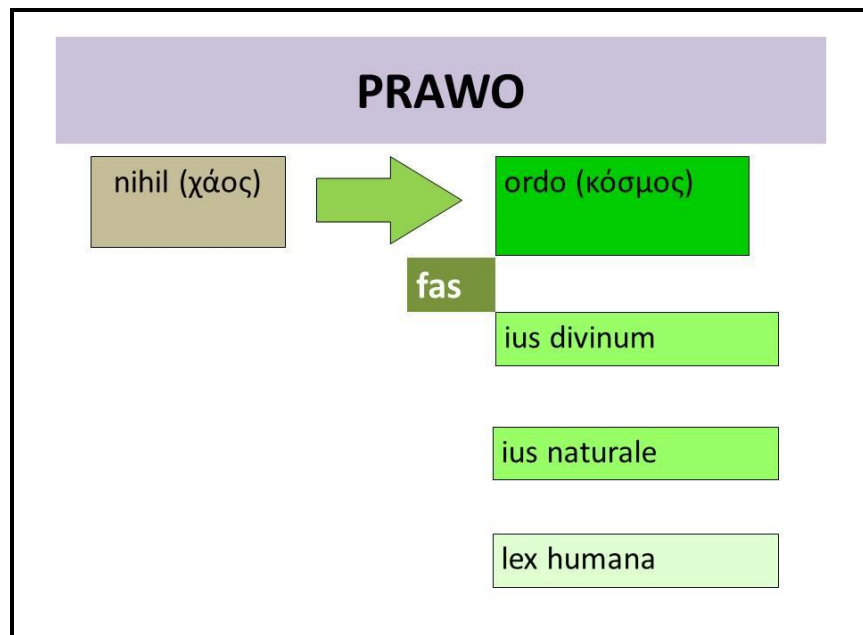 PRAWO
nihil (χάος)
ordo (κόσμος)
fas
ius divinum
ius naturale
lex humana